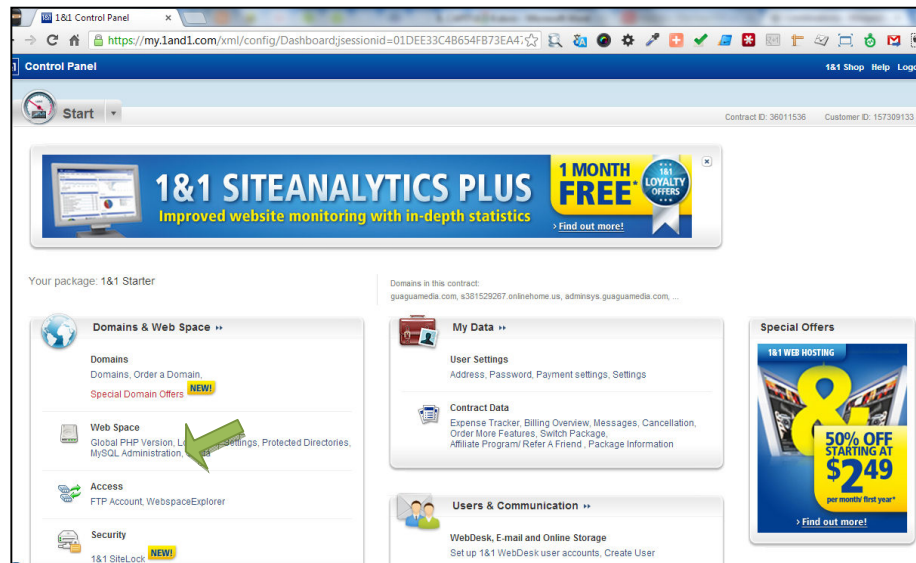 1&1 Control Panel
https://my.1and1.com/xml/config/Dashboard;jsessionid=01DEE33C4B654FB73EA47
Control Panel
1&1 Shop Help Logo
Start
Contract ID: 36011536 Customer ID: 157309133
1&1 SITEANALYTICS PLUS
Improved website monitoring with in-depth statistics
1 MONTH
FREE*
› Find out more!
1&1
LOYALTY
OFFERS
Your package: 1&1 Starter
Domains in this contract:
guaguamedia.com, s381529267.onlinehome.us, adminsys.guaguamedia.com, ...
Domains & Web Space
Domains
Domains, Order a Domain,
Special Domain Offers NEW!
Web Space
Global PHP Version, Settings, Protected Directories,
MySQL Administration,
Access
FTP Account, WebspaceExplorer
Security
1&1 SiteLock NEW!
My Data
User Settings
Address, Password, Payment settings, Settings
Contract Data
Expense Tracker, Billing Overview, Messages, Cancellation,
Order More Features, Switch Package,
Affiliate Program/ Refer A Friend , Package Information
Users & Communication
WebDesk, E-mail and Online Storage
Set up 1&1 WebDesk user accounts, Create User
Special Offers
1&1 WEB HOSTING
&
50% OFF
STARTING AT
$2.49
per month/ first year*
› Find out more!